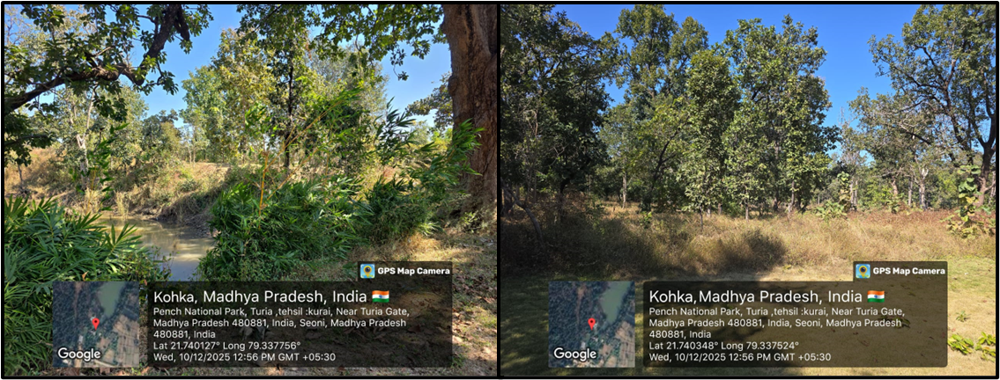 GPS Map Camera
Kohka, Madhya Pradesh, India
Pench National Park, Turia ,tehsil :kurai, Near Turia Gate,
Madhya Pradesh 480881, India, Seoni, Madhya Pradesh
480881, India
Lat 21.740127° Long 79.337756°
Wed, 10/12/2025 12:56 PM GMT +05:30
Google
GPS Map Camera
Kohka,Madhya Pradesh, India
Pench National Park, Turia ,tehsil :kurai, Near Turia Gate,
Madhya Pradesh 480881, India, Seoni, Madhya Pradesh
480881, India
Lat 21.740348° Long 79.337524°
Wed, 10/12/2025 12:56 PM GMT +05:30
Google